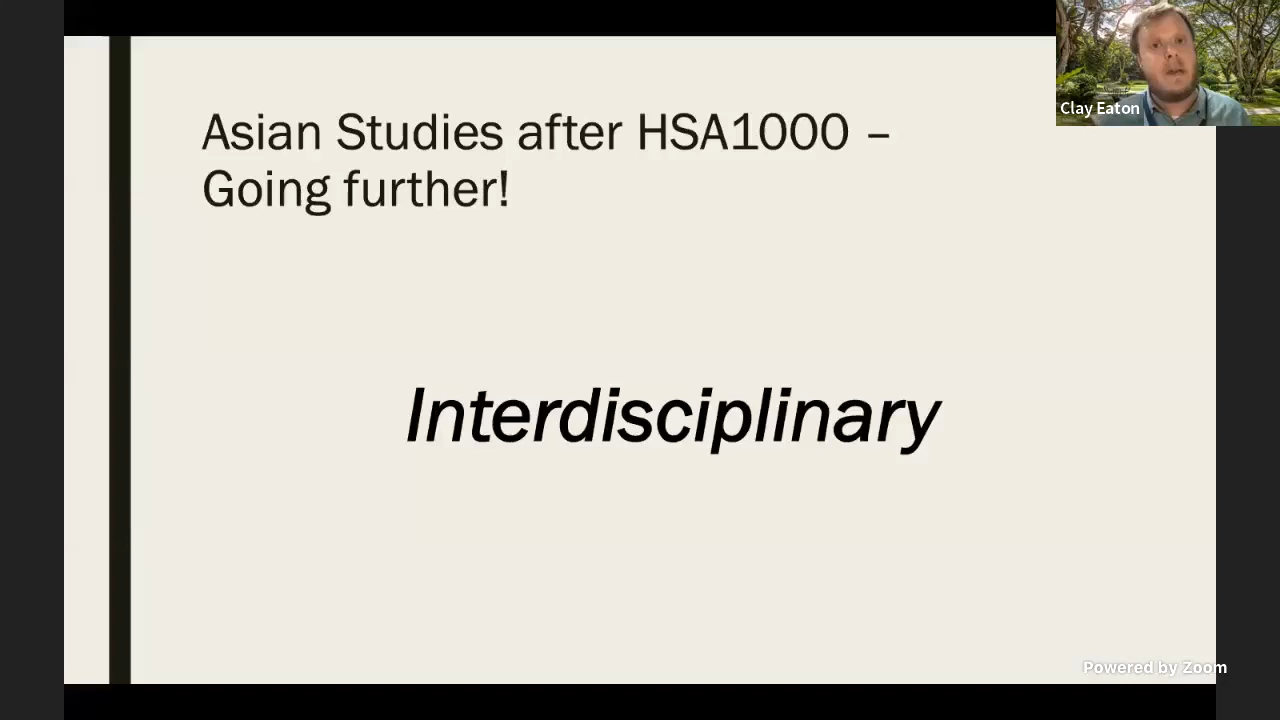 Asian Studies after HSA1000 –
Going further!
Interdisciplinary
Clay Eaton
Powered by Zoom